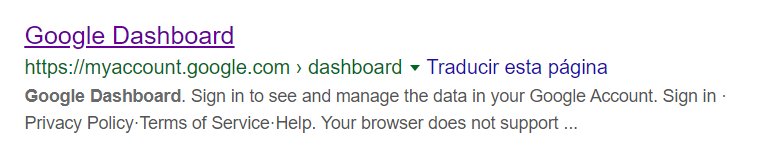 Google Dashboard
https://myaccount.google.com › dashboard ▾ Traducir esta página
Google Dashboard. Sign in to see and manage the data in your Google Account. Sign in ·
Privacy Policy·Terms of Service·Help. Your browser does not support ...